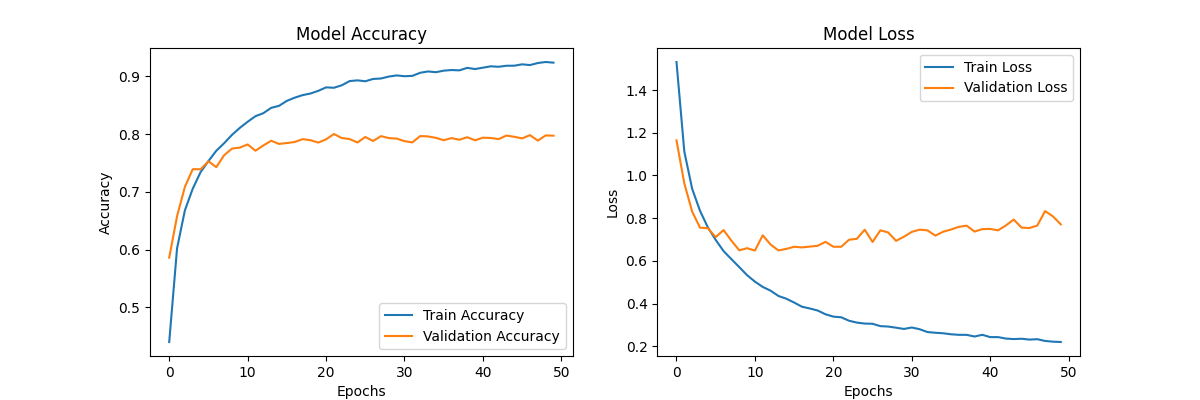 Model Accuracy
Accuracy
0.9
0.8
0.7
0.6
0.5
Train Accuracy
Validation Accuracy
0 10 20 30 40 50
Epochs
Model Loss
Loss
1.4
1.2
1.0
0.8
0.6
0.4
0.2
Train Loss
Validation Loss
0 10 20 30 40 50
Epochs